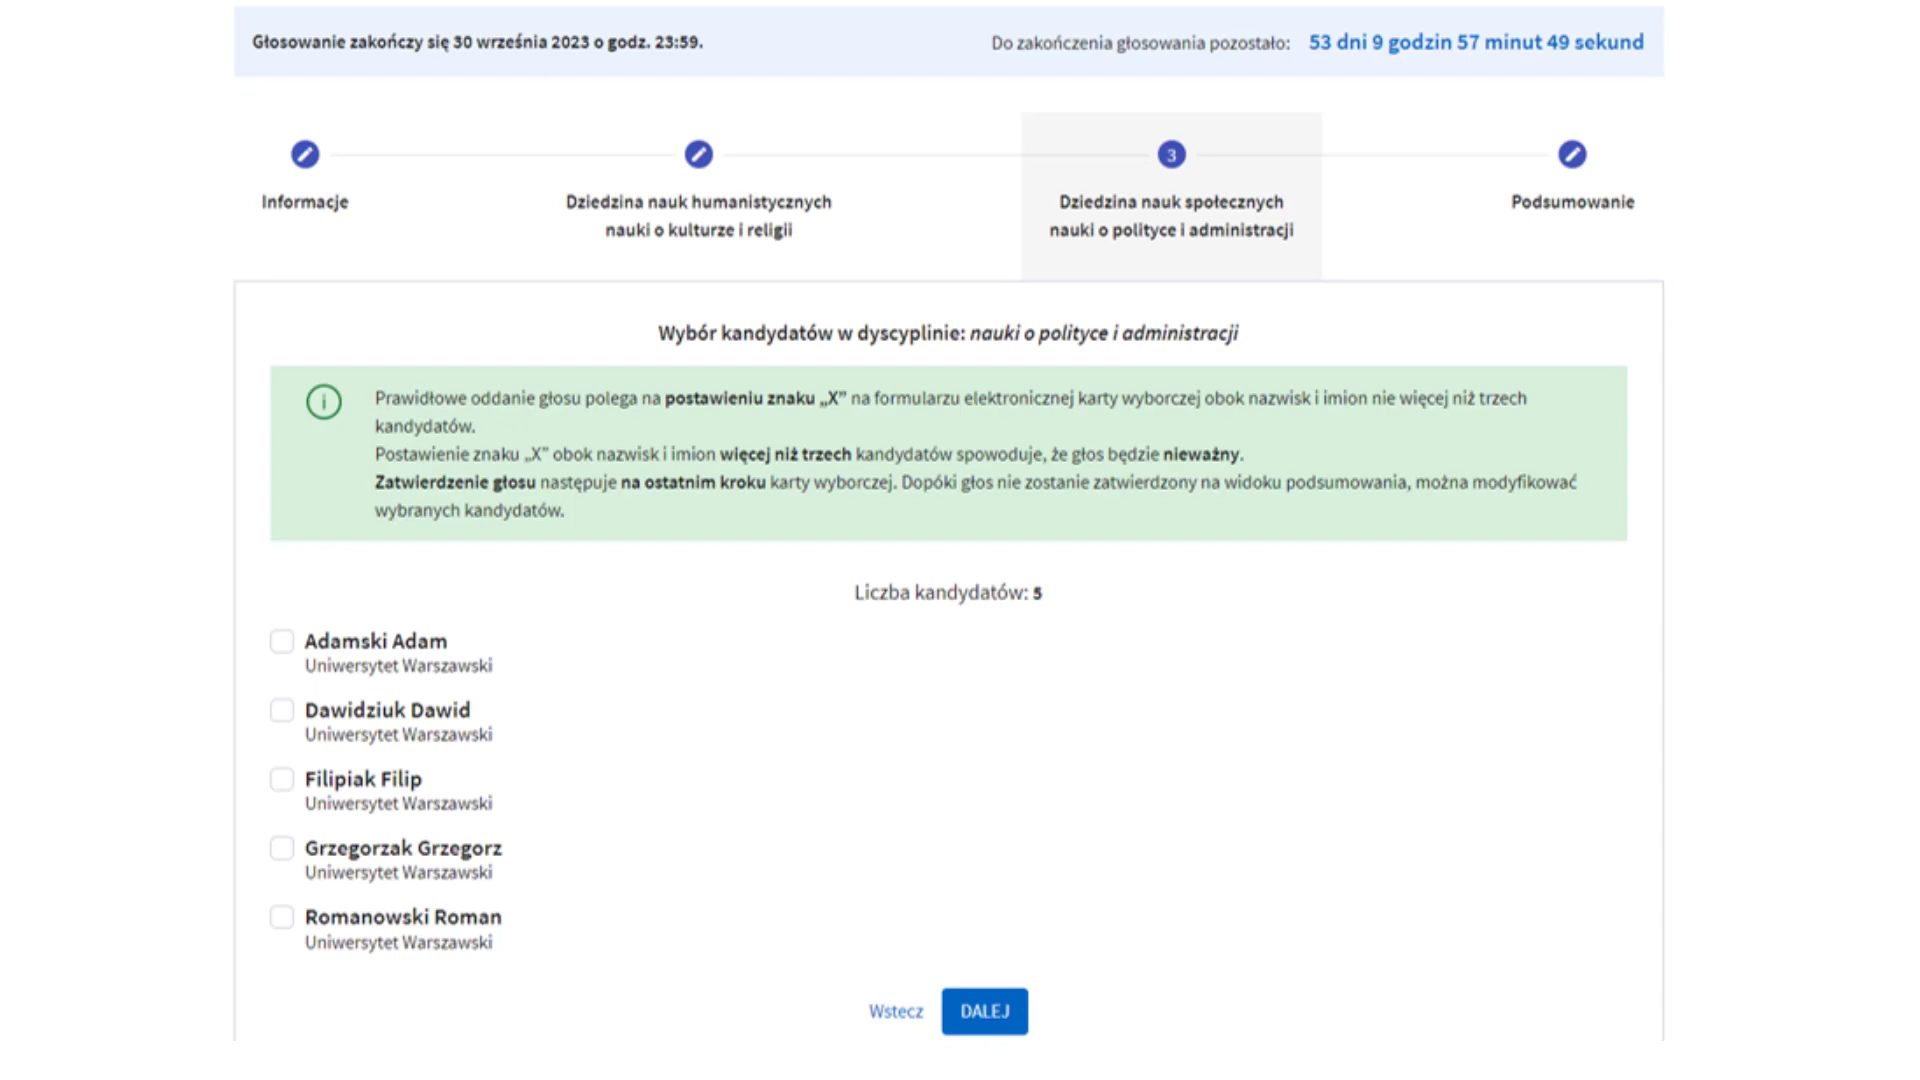 Głosowanie zakończy się 30 września 2023 o godz. 23:59.
Do zakończenia głosowania pozostało: 53 dni 9 godzin 57 minut 49 sekund
Informacje
Dziedzina nauk humanistycznych
nauki o kulturze i religii
3
Dziedzina nauk społecznych
nauki o polityce i administracji
Podsumowanie
Wybór kandydatów w dyscyplinie: nauki o polityce i administracji
Prawidłowe oddanie głosu polega na postawieniu znaku „X” na formularzu elektronicznej karty wyborczej obok nazwisk i imion nie więcej niż trzech
kandydatów.
Postawienie znaku „X” obok nazwisk i imion więcej niż trzech kandydatów spowoduje, że głos będzie nieważny.
Zatwierdzenie głosu następuje na ostatnim kroku karty wyborczej. Dopóki głos nie zostanie zatwierdzony na widoku podsumowania, można modyfikować
wybranych kandydatów.
Liczba kandydatów: 5
Adamski Adam
Uniwersytet Warszawski
Dawidziuk Dawid
Uniwersytet Warszawski
Filipiak Filip
Uniwersytet Warszawski
Grzegorzak Grzegorz
Uniwersytet Warszawski
Romanowski Roman
Uniwersytet Warszawski
Wstecz
DALEJ